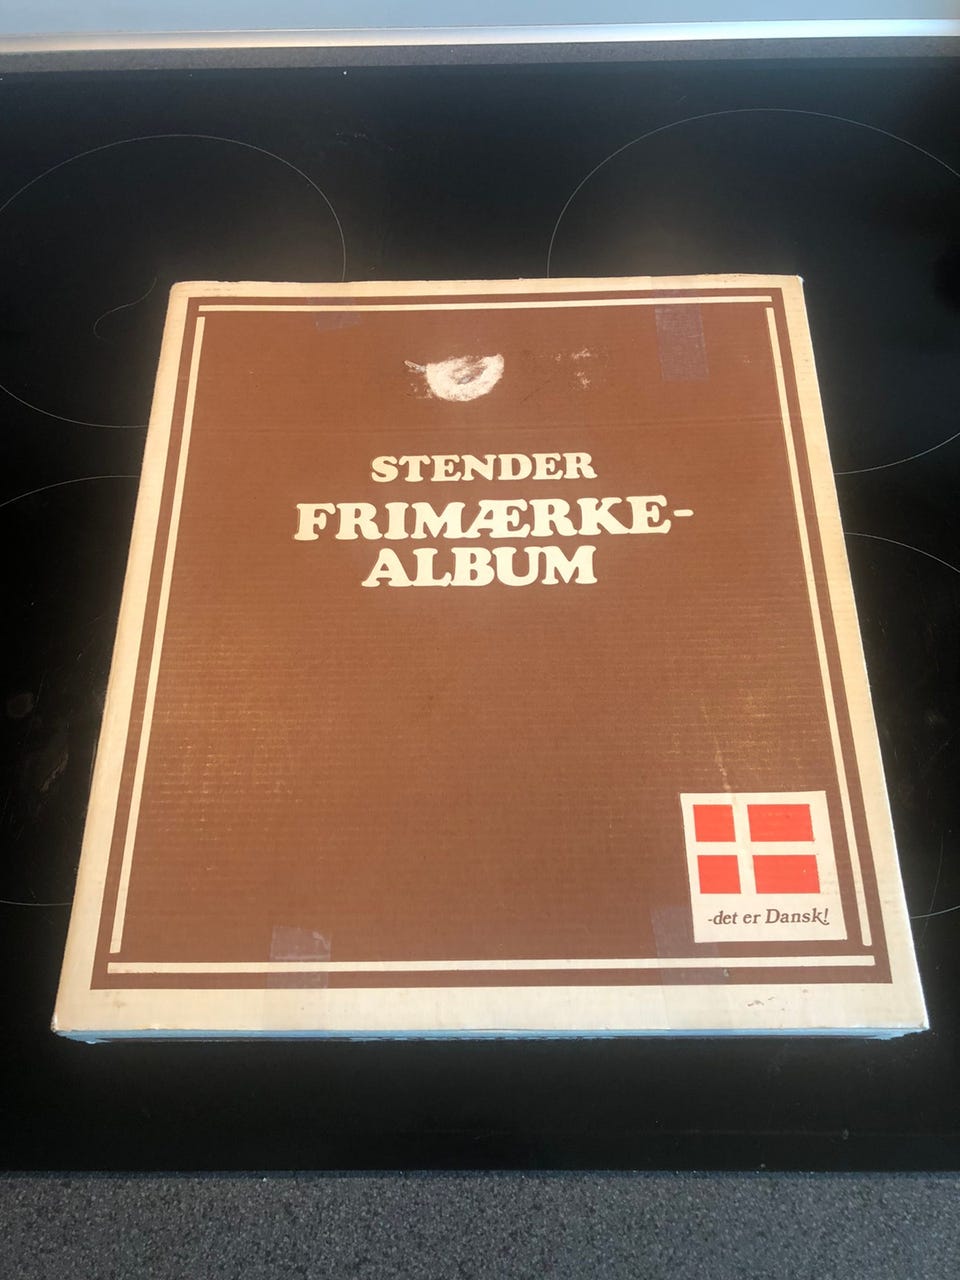 STENDER
FRIMÆRKE-
ALBUM
-det er Dansk!